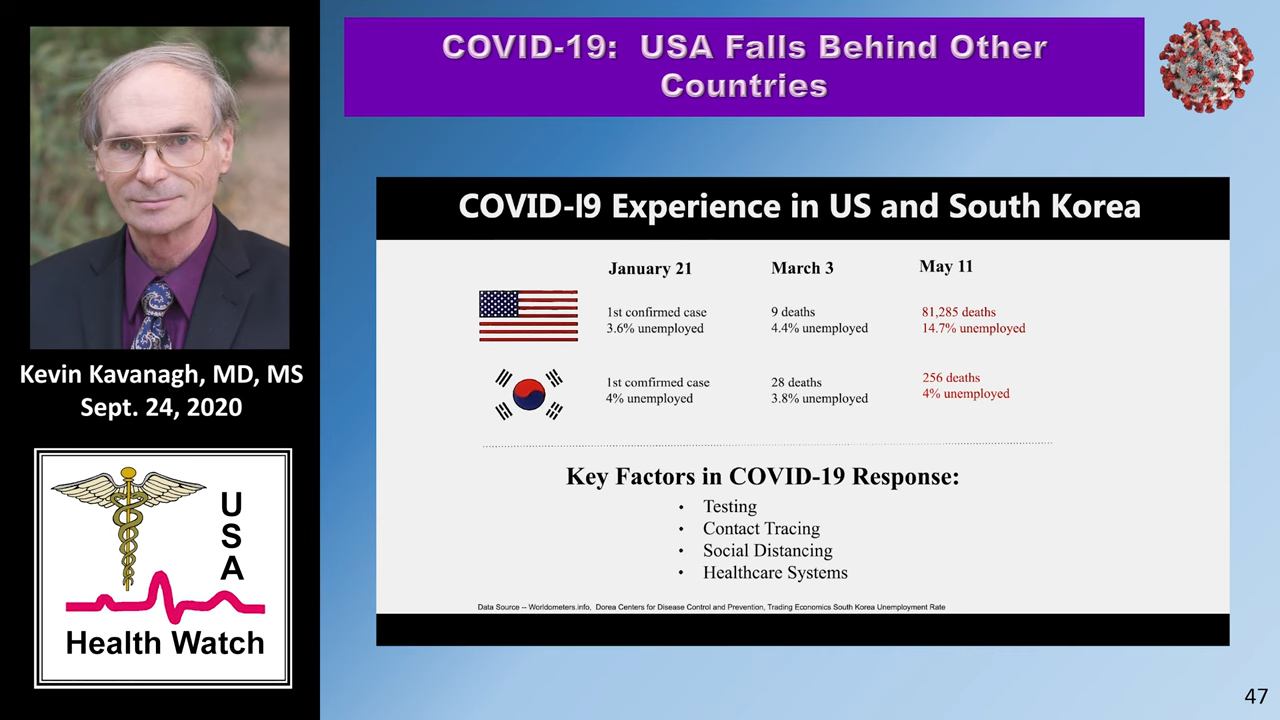 COVID-19: USA Falls Behind Other
Countries
Kevin Kavanagh, MD, MS
Sept. 24, 2020
U
S
A
Health Watch
COVID-I9 Experience in US and South Korea
January 21 March 3 May 11
1st confirmed case 9 deaths 81,285 deaths
3.6% unemployed 4.4% unemployed 14.7% unemployed
1st comfirmed case 28 deaths 256 deaths
4% unemployed 3.8% unemployed 4% unemployed
Key Factors in COVID-19 Response:
• Testing
• Contact Tracing
• Social Distancing
• Healthcare Systems
Data Source -- Worldometers.info, Dorea Centers for Disease Control and Prevention, Trading Economics South Korea Unemployment Rate
47